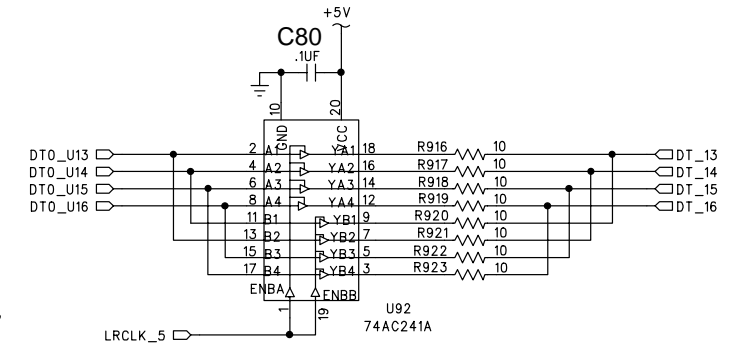 +5V
C80
.1UF
10 GND 20 VCC
DT0_U13 2 A1 YA1 18 R916 10 DT_13
DT0_U14 4 A2 YA2 16 R917 10 DT_14
DT0_U15 6 A3 YA3 14 R918 10 DT_15
DT0_U16 8 A4 YA4 12 R919 10 DT_16
11 B1 YB1 9 R920 10
13 B2 YB2 7 R921 10
15 B3 YB3 5 R922 10
17 B4 YB4 3 R923 10
ENBA ENBB
1 19
U92
74AC241A
LRCLK_5